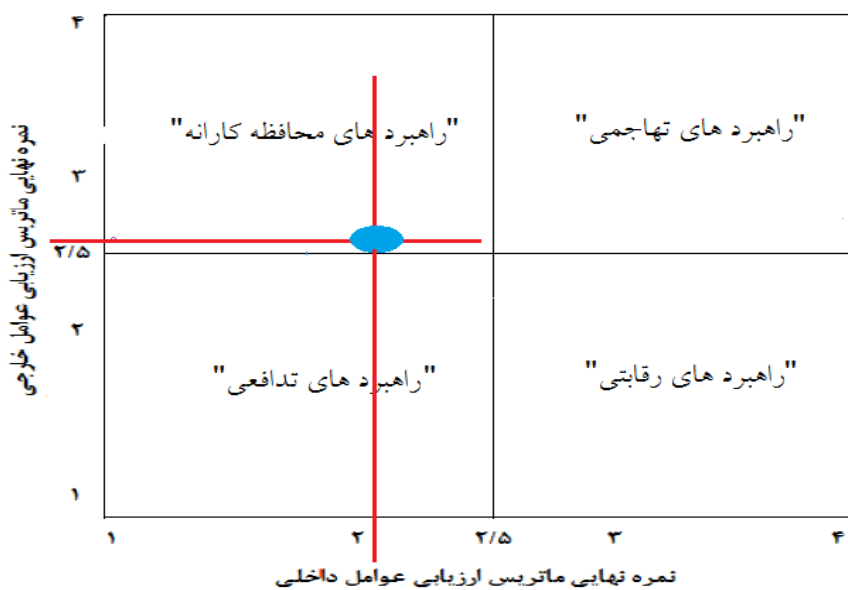 ۴
"راهبرد های محافظه کارانه"
"راهبرد های تهاجمی"
۳
نمره نهایی ماتریس ارزیابی عوامل خارجی
۲/۵
۲
"راهبرد های تدافعی"
"راهبرد های رقابتی"
۱
۱
۲
۲/۵
۳
۴
نمره نهایی ماتریس ارزیابی عوامل داخلی